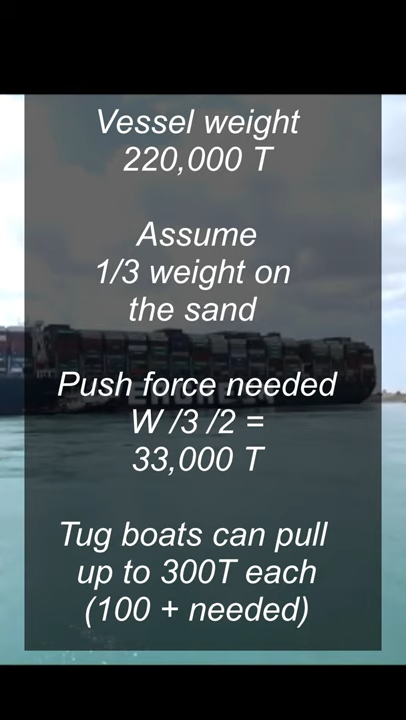 Vessel weight
220,000 T
Assume
1/3 weight on
the sand
Push force needed
W /3 /2 =
33,000 T
Tug boats can pull
up to 300T each
(100 + needed)